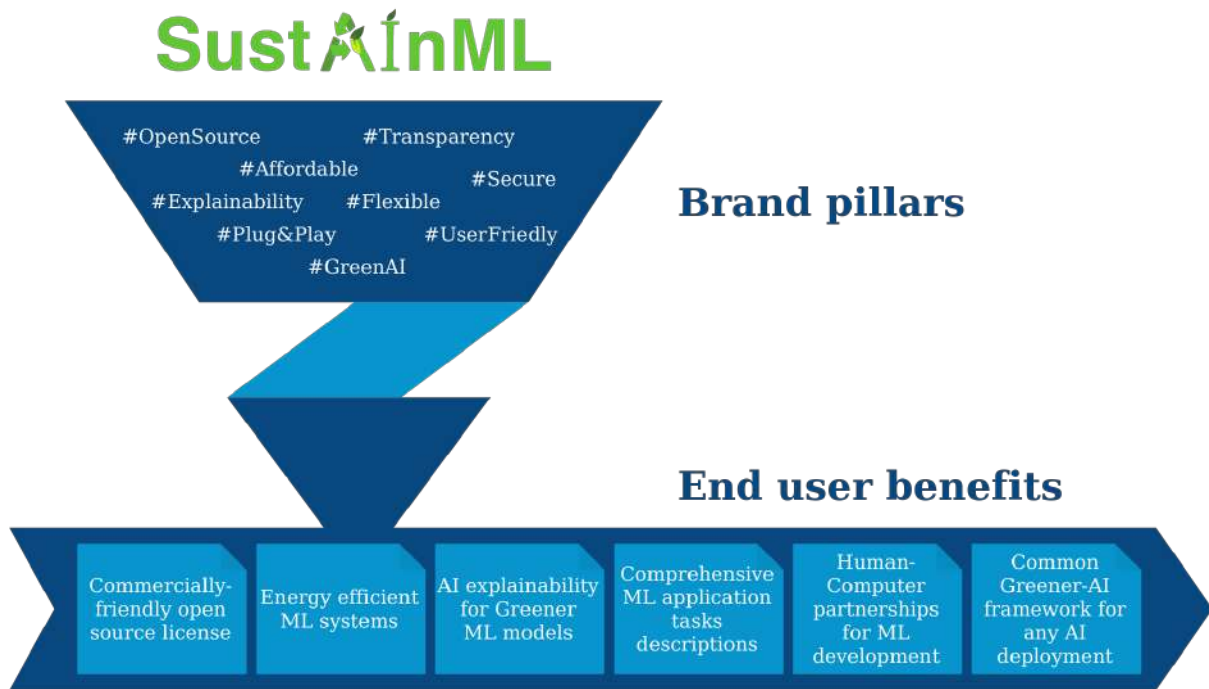 SustAInML
#OpenSource
#Transparency
#Affordable
#Secure
#Explainability
#Flexible
#Plug&Play
#UserFriedly
#GreenAI
Brand pillars
End user benefits
Commercially-
friendly open
source license
Energy efficient
ML systems
AI explainability
for Greener
ML models
Comprehensive
ML application
tasks
descriptions
Human-
Computer
partnerships
for ML
development
Common
Greener-AI
framework for
any AI
deployment